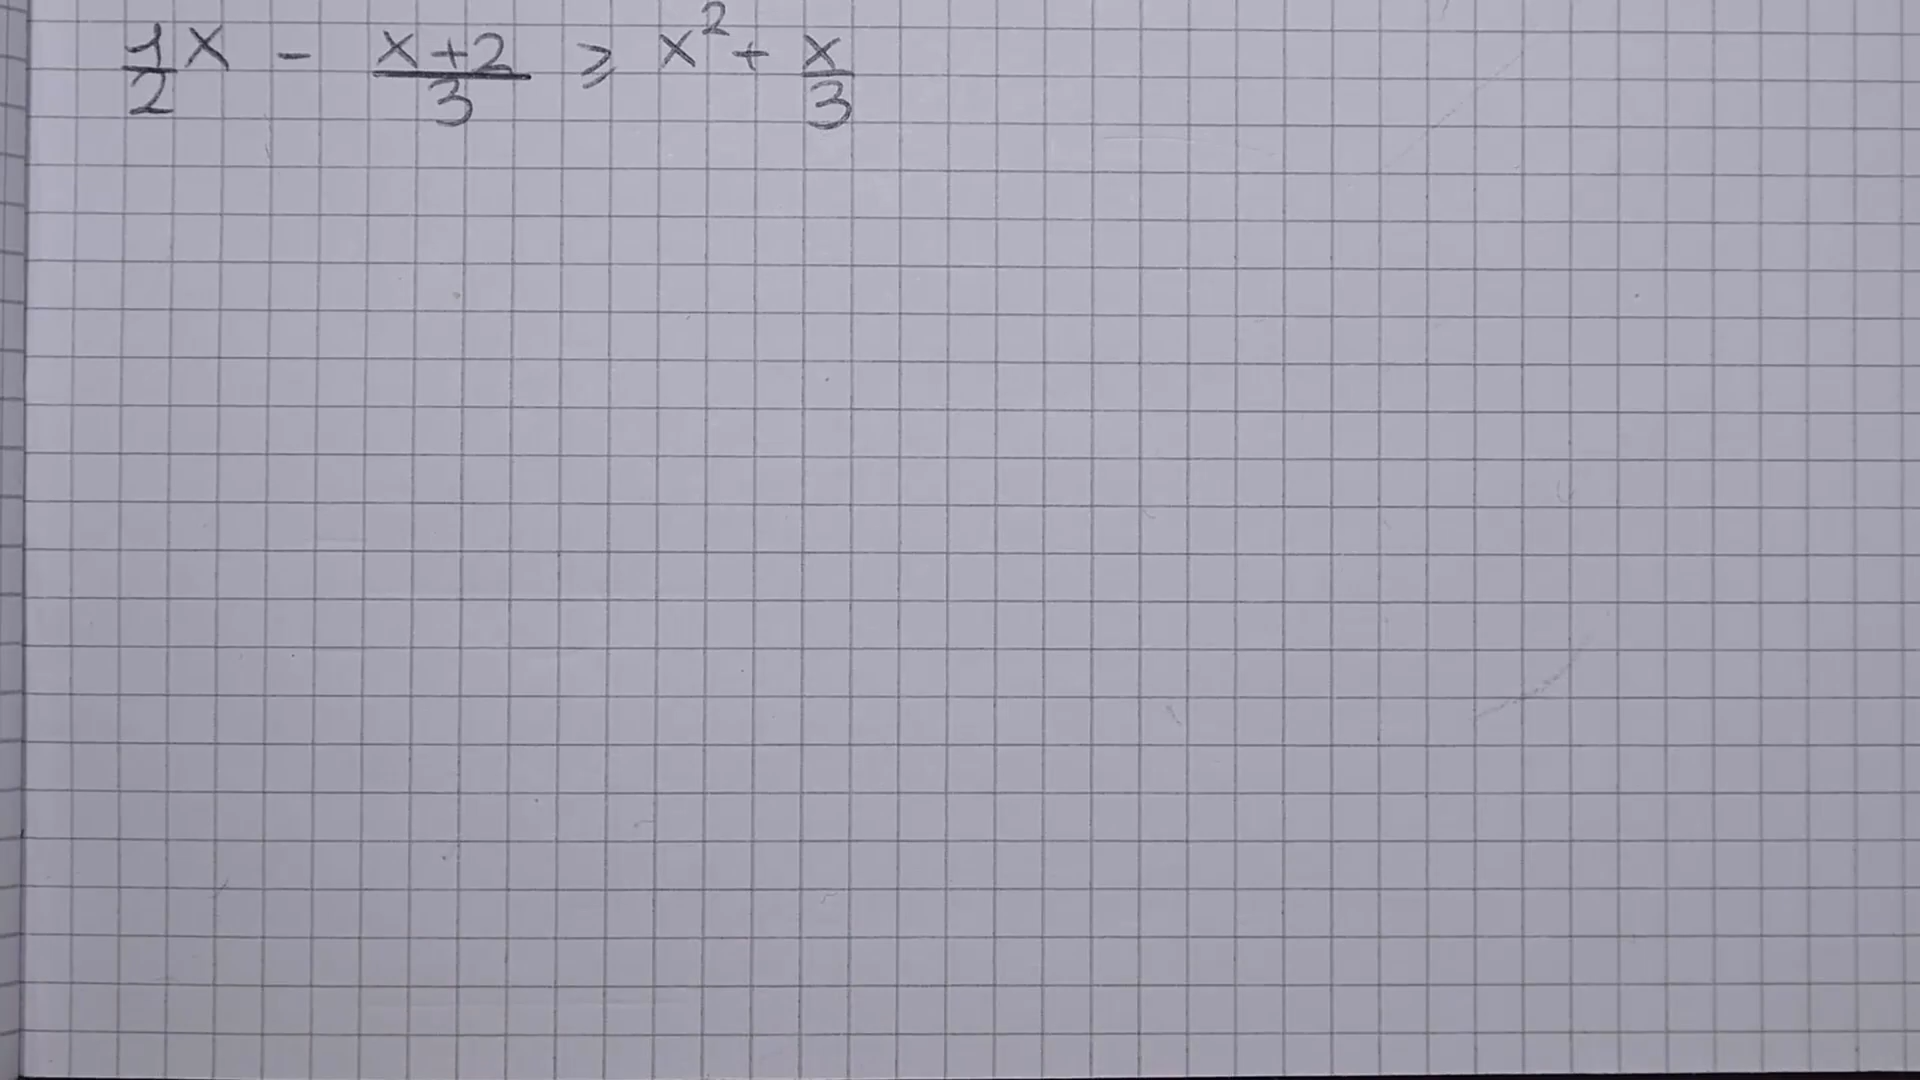 1/2 x - (x+2)/3 ≥ x² + x/3